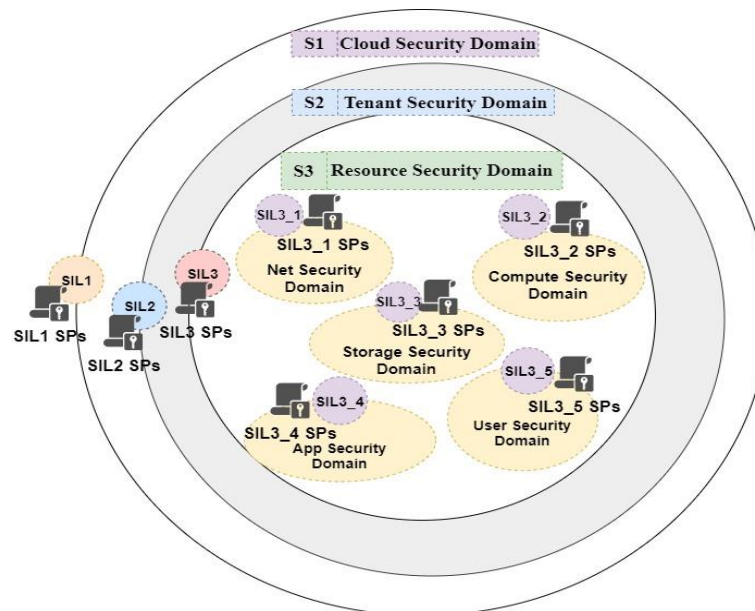 S1 Cloud Security Domain
S2 Tenant Security Domain
S3 Resource Security Domain
SIL3_1
SIL3_1 SPs
Net Security
Domain
SIL3_2
SIL3_2 SPs
Compute Security
Domain
SIL1
SIL1 SPs
SIL2
SIL2 SPs
SIL3
SIL3 SPs
SIL3_3
SIL3_3 SPs
Storage Security
Domain
SIL3_4
SIL3_4 SPs
App Security
Domain
SIL3_5
SIL3_5 SPs
User Security
Domain